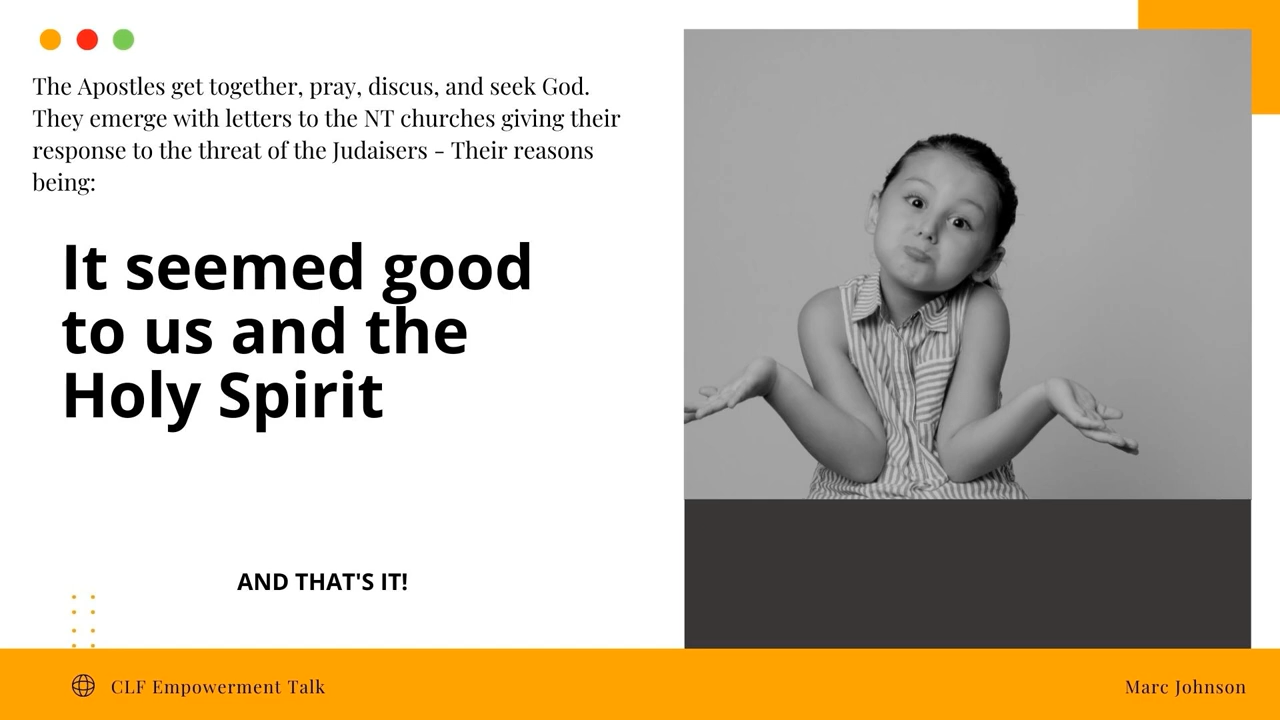 The Apostles get together, pray, discus, and seek God.
They emerge with letters to the NT churches giving their
response to the threat of the Judaisers - Their reasons
being:
It seemed good
to us and the
Holy Spirit
AND THAT'S IT!
CLF Empowerment Talk
Marc Johnson